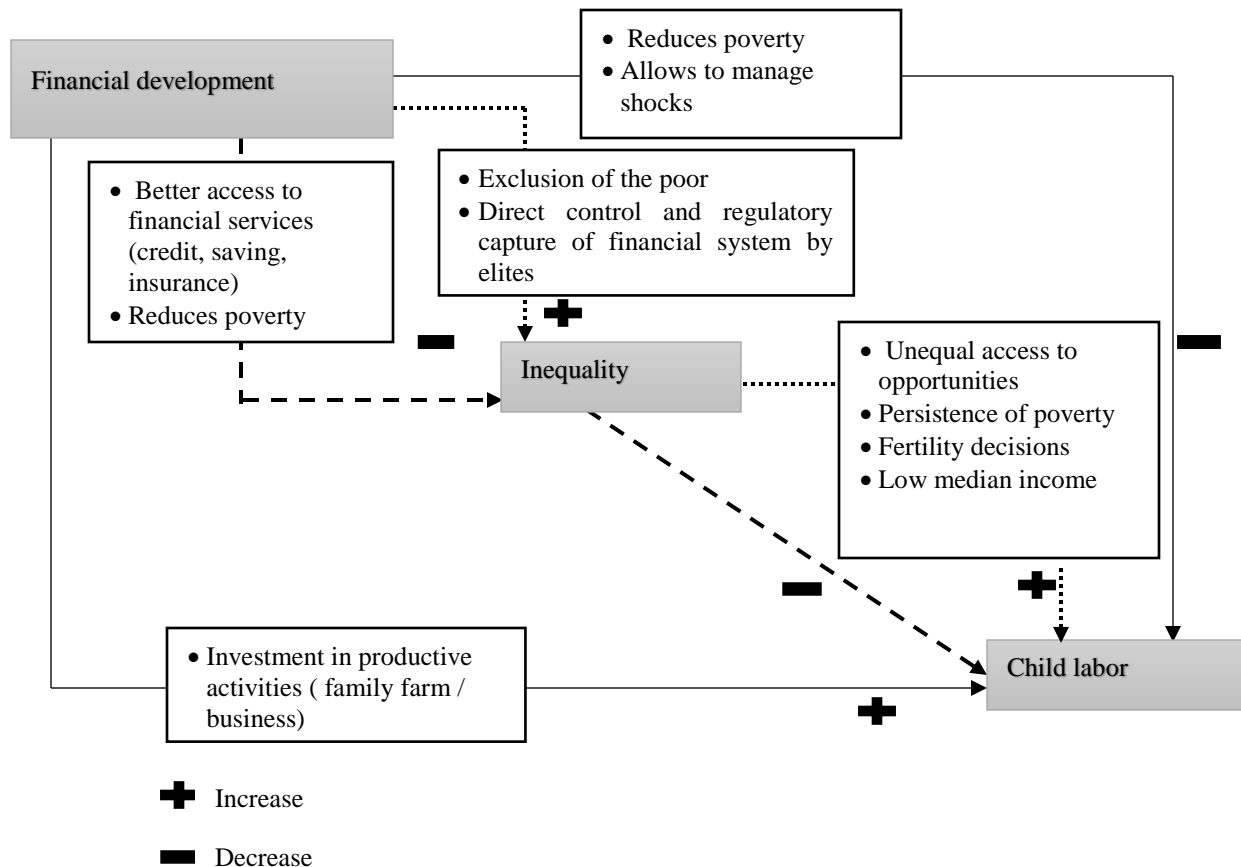 • Reduces poverty
• Allows to manage
shocks
Financial development
• Better access to
financial services
(credit, saving,
insurance)
• Reduces poverty
• Exclusion of the poor
• Direct control and regulatory
capture of financial system by
elites
Inequality
• Unequal access to
opportunities
• Persistence of poverty
• Fertility decisions
• Low median income
• Investment in productive
activities ( family farm /
business)
Child labor
Increase
Decrease